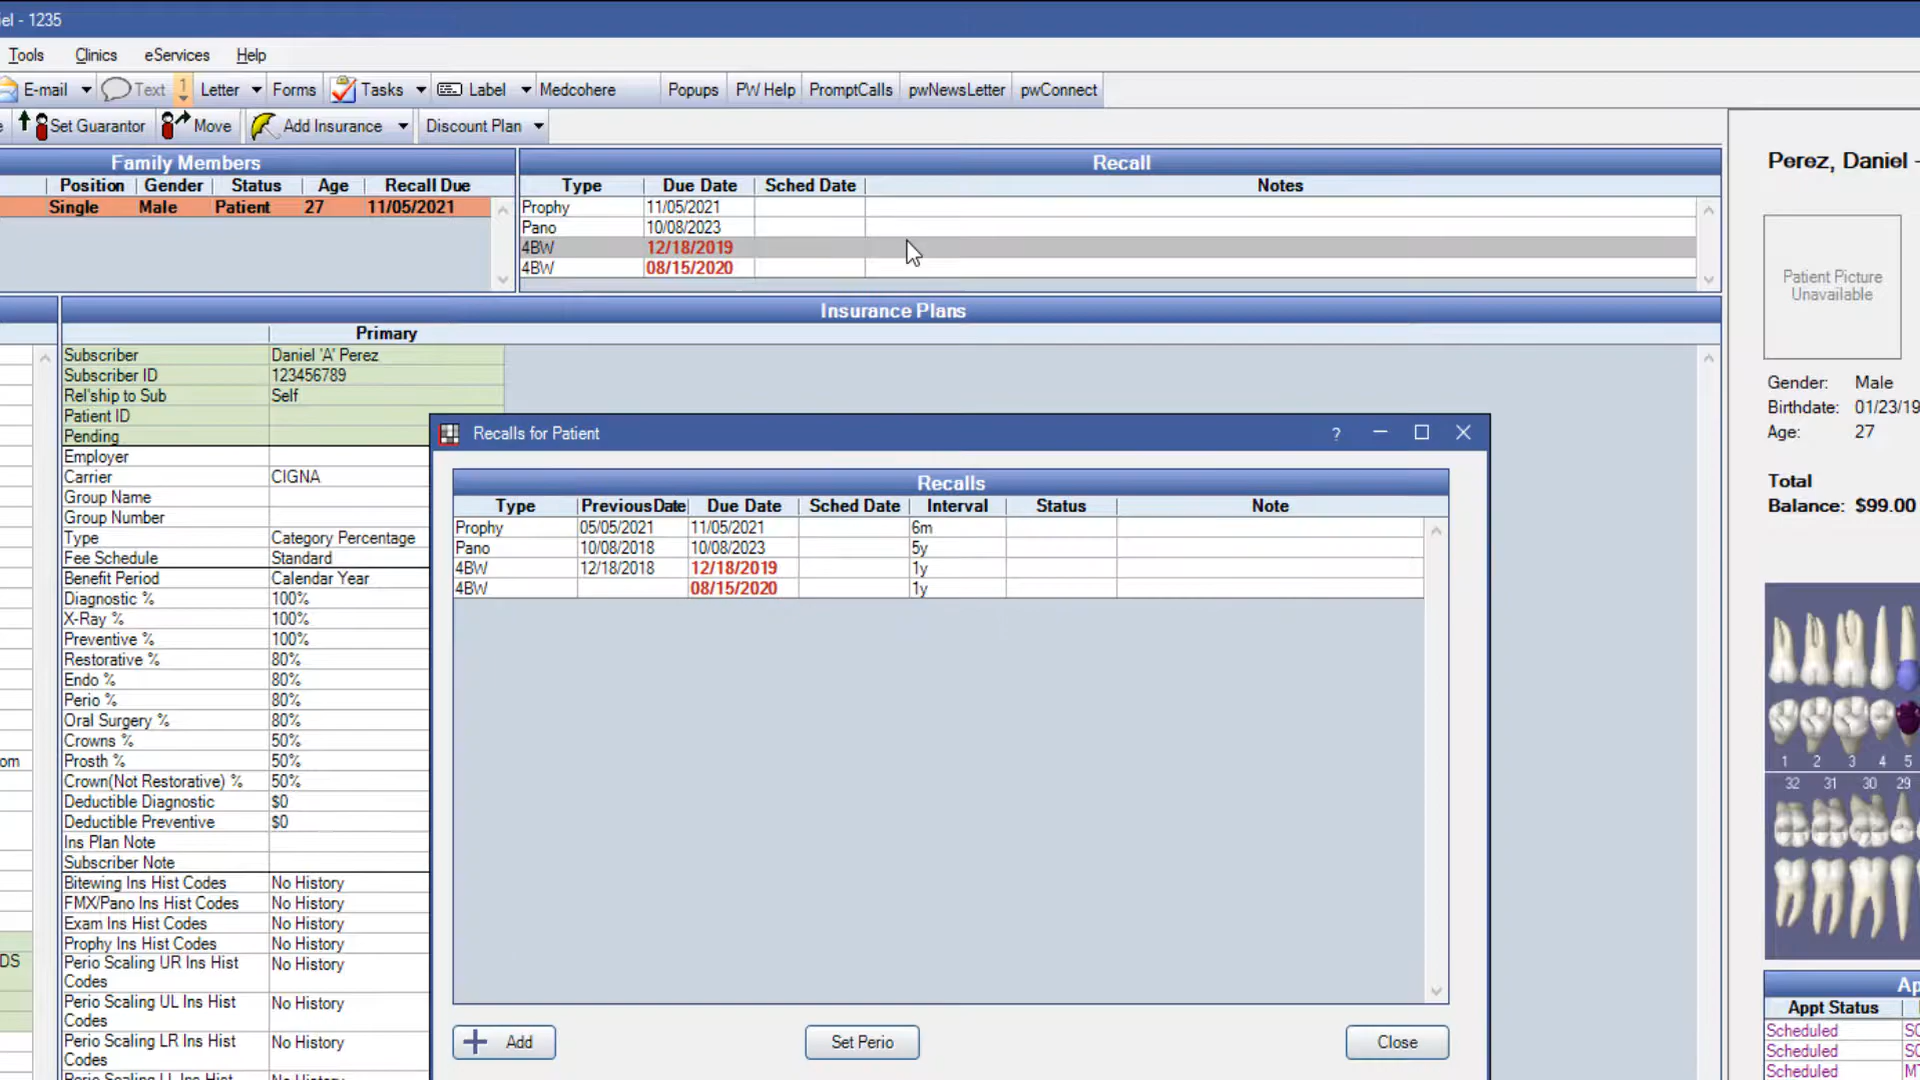 el - 1235
Tools Clinics eServices Help
E-mail Text 1 Letter Forms Tasks Label Medcohere Popups PW Help PromptCalls pwNewsLetter pwConnect
e Set Guarantor Move Add Insurance Discount Plan
Family Members
Position Gender Status Age Recall Due
Single Male Patient 27 11/05/2021
Recall
Type Due Date Sched Date Notes
Prophy 11/05/2021
Pano 10/08/2023
4BW 12/18/2019
4BW 08/15/2020
Insurance Plans
Primary
Subscriber Daniel 'A' Perez
Subscriber ID 123456789
Rel'ship to Sub Self
Patient ID
Pending
Employer
Carrier CIGNA
Group Name
Group Number
Type Category Percentage
Fee Schedule Standard
Benefit Period Calendar Year
Diagnostic % 100%
X-Ray % 100%
Preventive % 100%
Restorative % 80%
Endo % 80%
Perio % 80%
Oral Surgery % 80%
Crowns % 50%
Prosth % 50%
Crown(Not Restorative) % 50%
Deductible Diagnostic $0
Deductible Preventive $0
Ins Plan Note
Subscriber Note
Bitewing Ins Hist Codes No History
FMX/Pano Ins Hist Codes No History
Exam Ins Hist Codes No History
Prophy Ins Hist Codes No History
Perio Scaling UR Ins Hist No History
Codes
Perio Scaling UL Ins Hist No History
Codes
Perio Scaling LR Ins Hist No History
Codes
Perio Scaling LL Ins Hist No History
om
DS
Recalls for Patient
?
Recalls
Type PreviousDate Due Date Sched Date Interval Status Note
Prophy 05/05/2021 11/05/2021 6m
Pano 10/08/2018 10/08/2023 5y
4BW 12/18/2018 12/18/2019 1y
4BW 08/15/2020 1y
Add Set Perio Close
Perez, Daniel -
Patient Picture
Unavailable
Gender: Male
Birthdate: 01/23/19
Age: 27
Total
Balance: $99.00
1 2 3 4 5
32 31 30 29
Ap
Appt Status
Scheduled SC
Scheduled SC
Scheduled M